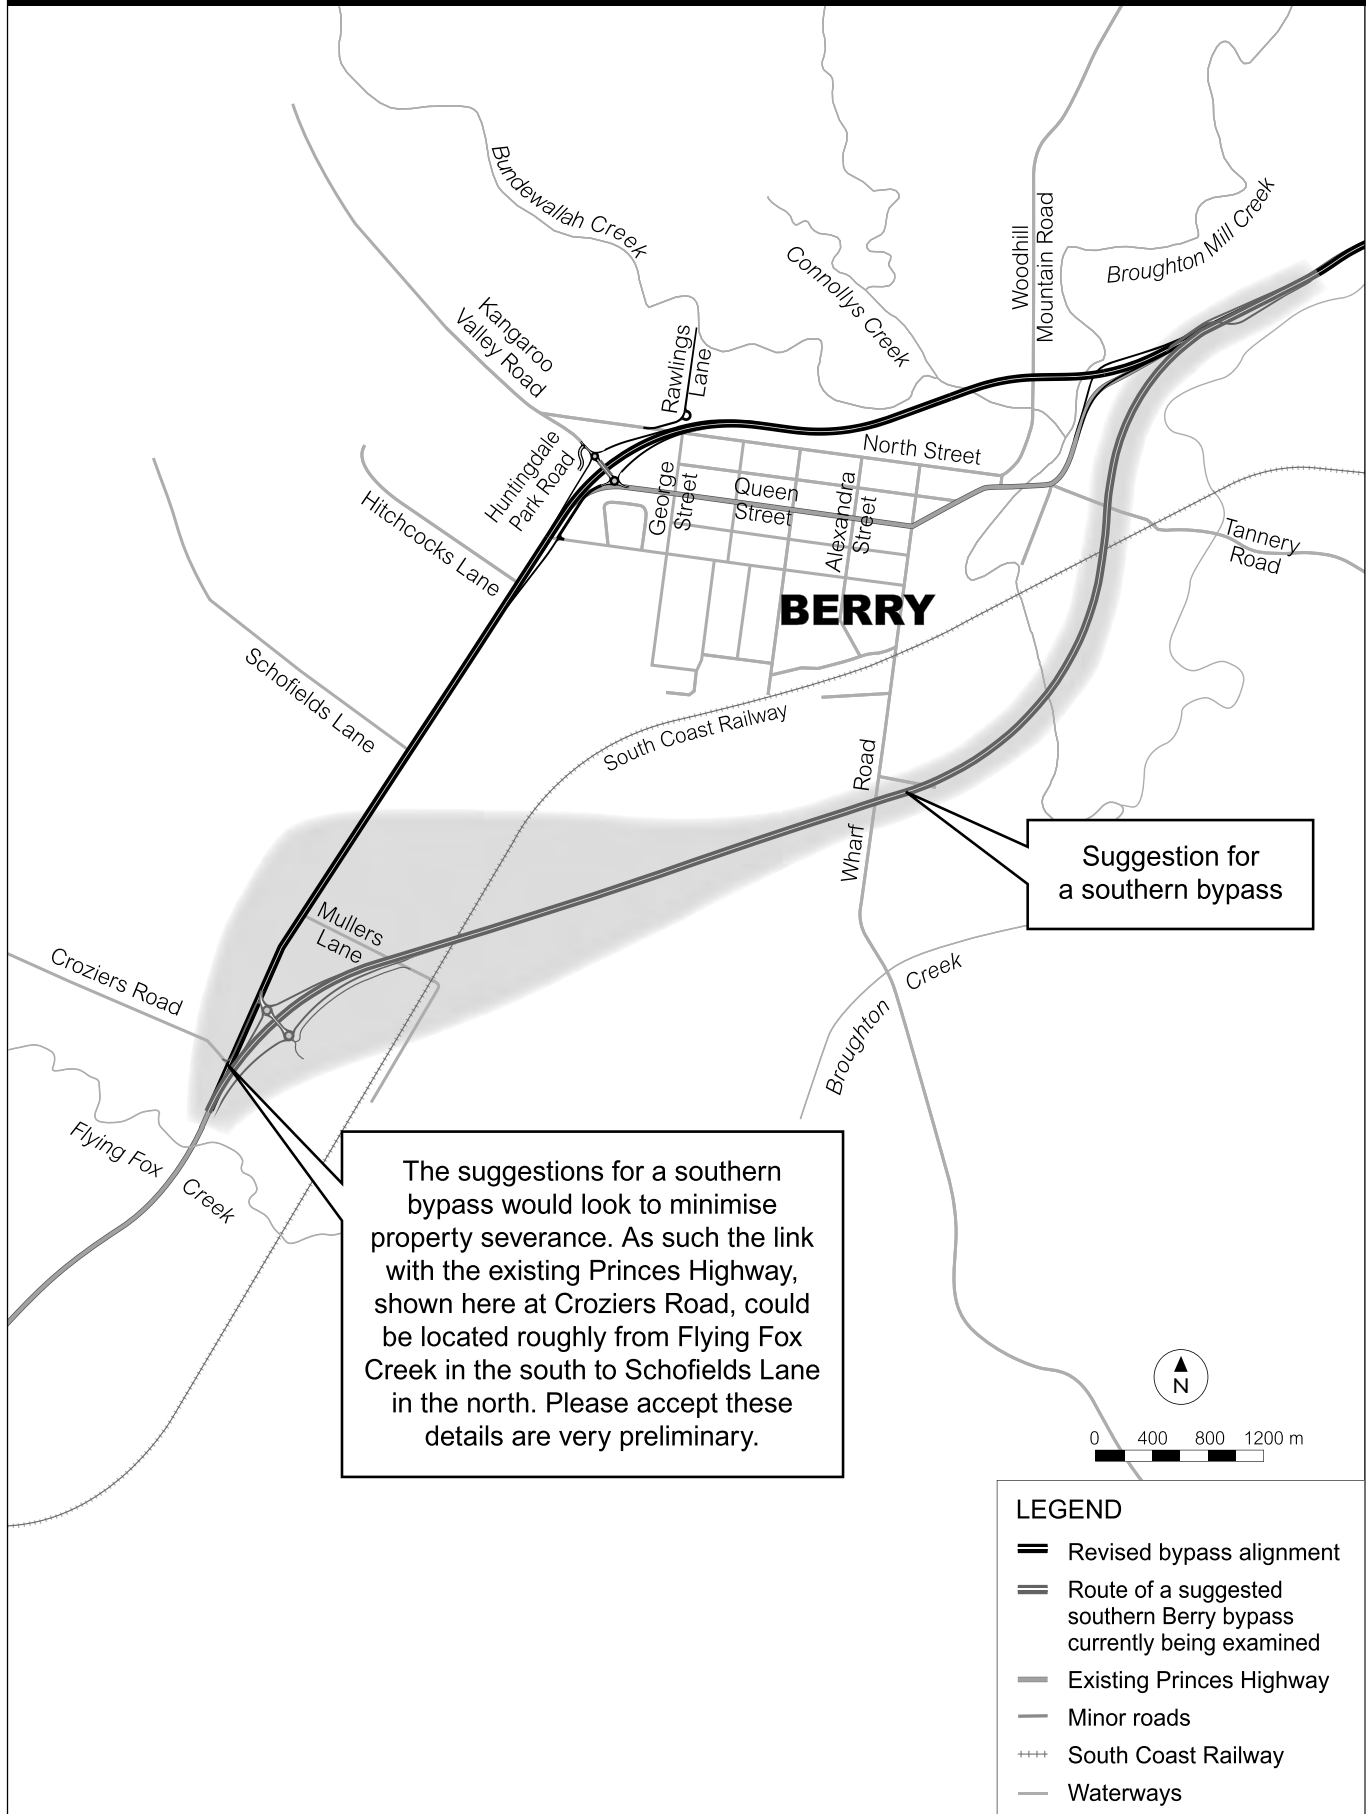 Bundewallah Creek
Connollys Creek
Woodhill
Mountain Road
Broughton Mill Creek
Kangaroo
Valley Road
Rawlings
Lane
Huntingdale
Park Road
North Street
George
Street
Queen
Street
Alexandra
Street
Hitchcocks Lane
Tannery
Road
BERRY
Schofields Lane
South Coast Railway
Wharf Road
Suggestion for
a southern bypass
Mullers
Lane
Croziers Road
Broughton Creek
Flying Fox Creek
The suggestions for a southern
bypass would look to minimise
property severance. As such the link
with the existing Princes Highway,
shown here at Croziers Road, could
be located roughly from Flying Fox
Creek in the south to Schofields Lane
in the north. Please accept these
details are very preliminary.
N
0 400 800 1200 m
LEGEND
Revised bypass alignment
Route of a suggested
southern Berry bypass
currently being examined
Existing Princes Highway
Minor roads
South Coast Railway
Waterways